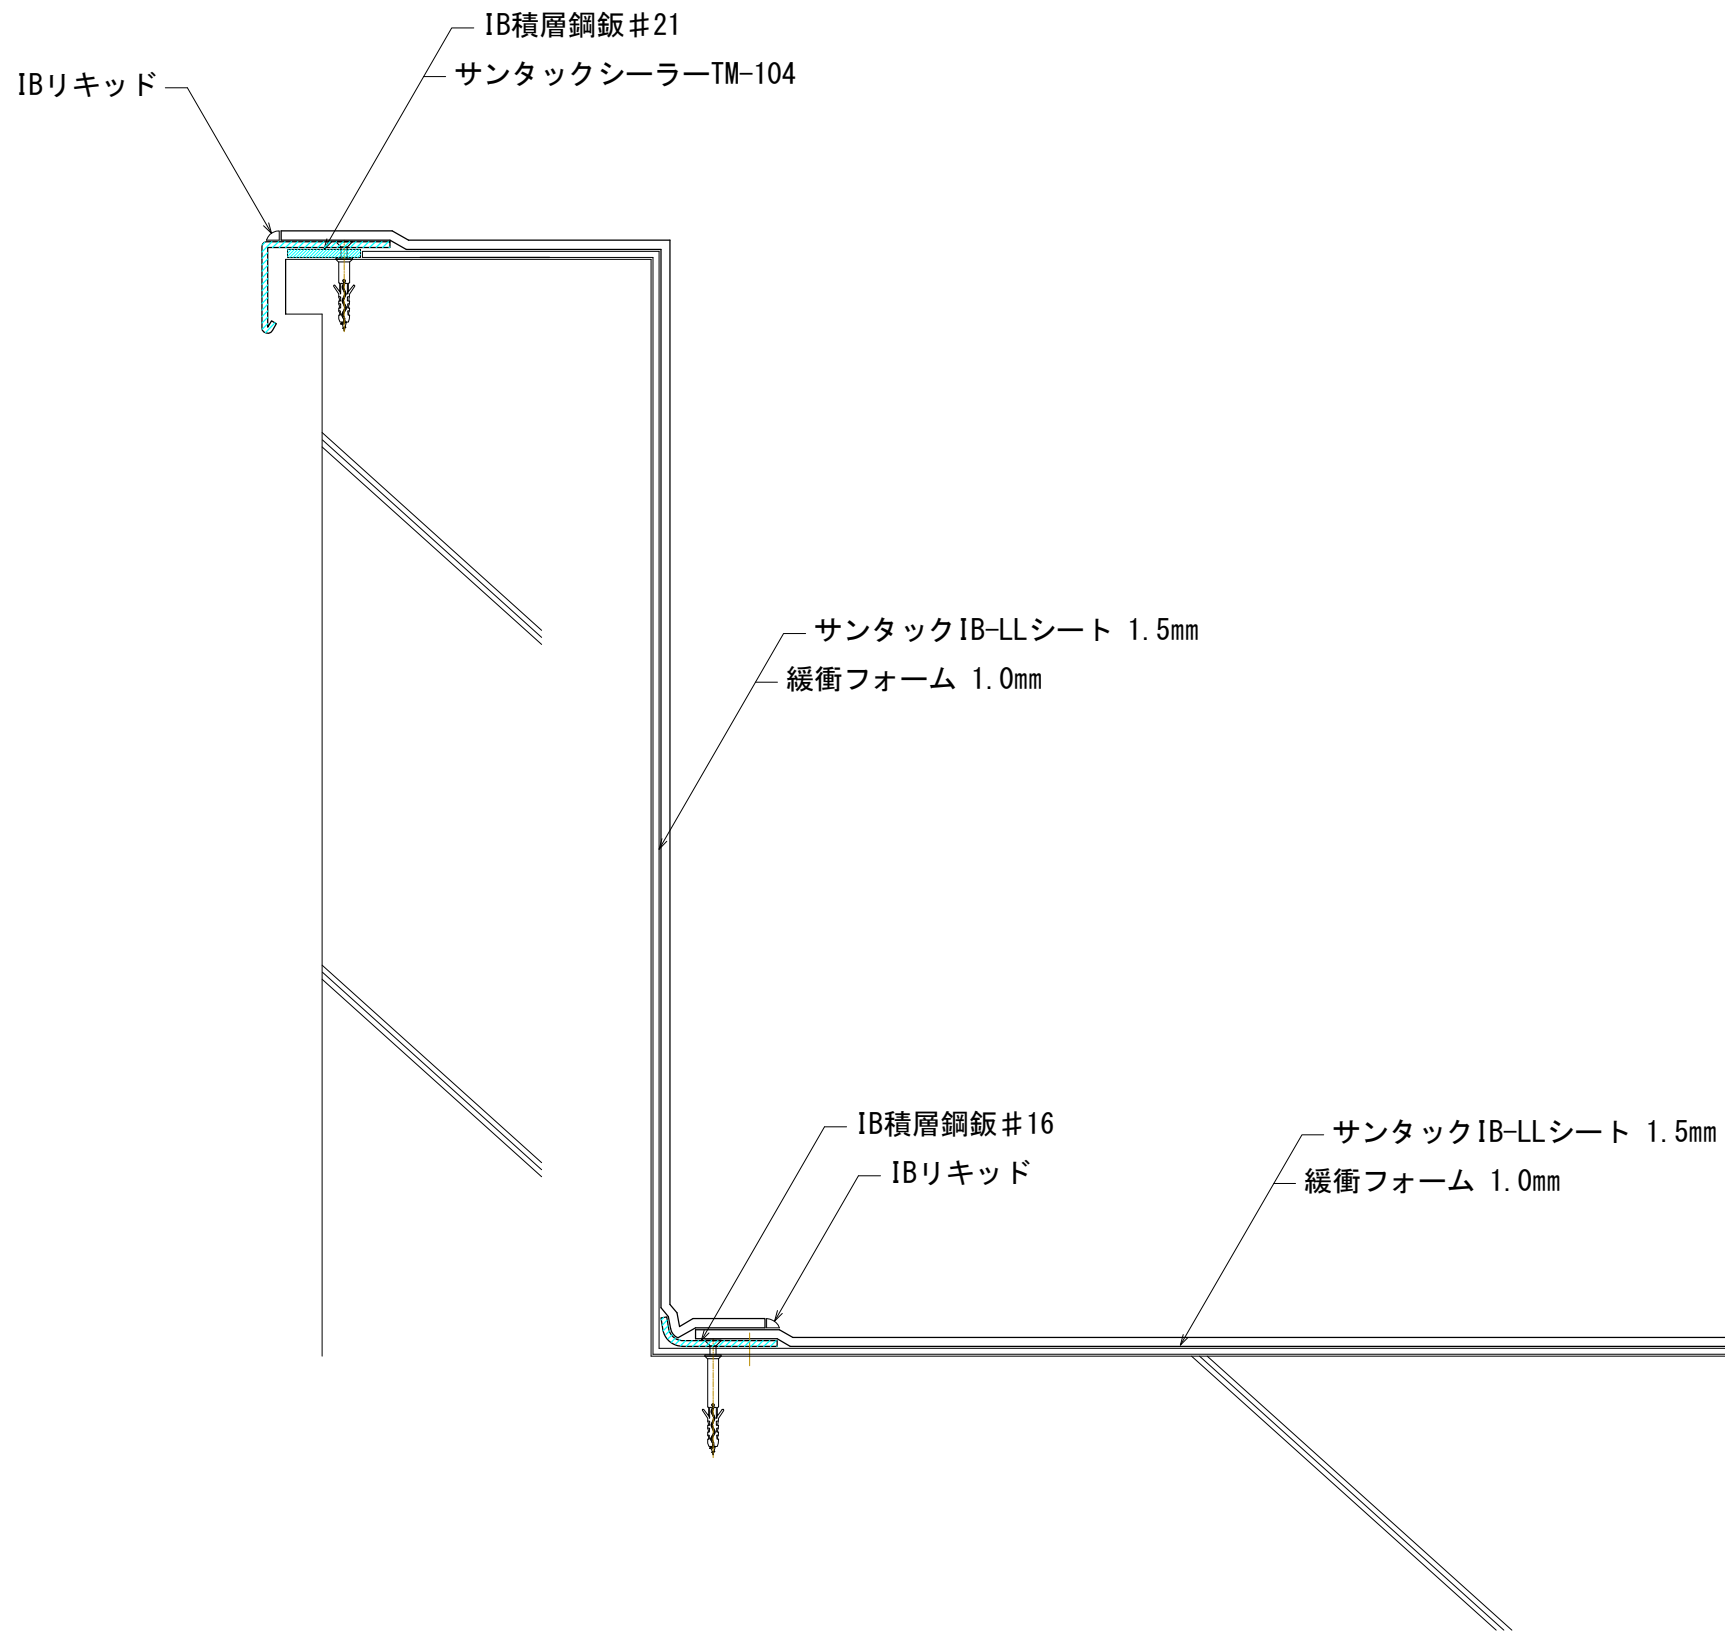 IB積層鋼鈑♯21
サンタックシーラーTM-104
IBリキッド
サンタックIB-LLシート 1.5mm
緩衝フォーム 1.0mm
IB積層鋼鈑♯16
IBリキッド
サンタックIB-LLシート 1.5mm
緩衝フォーム 1.0mm